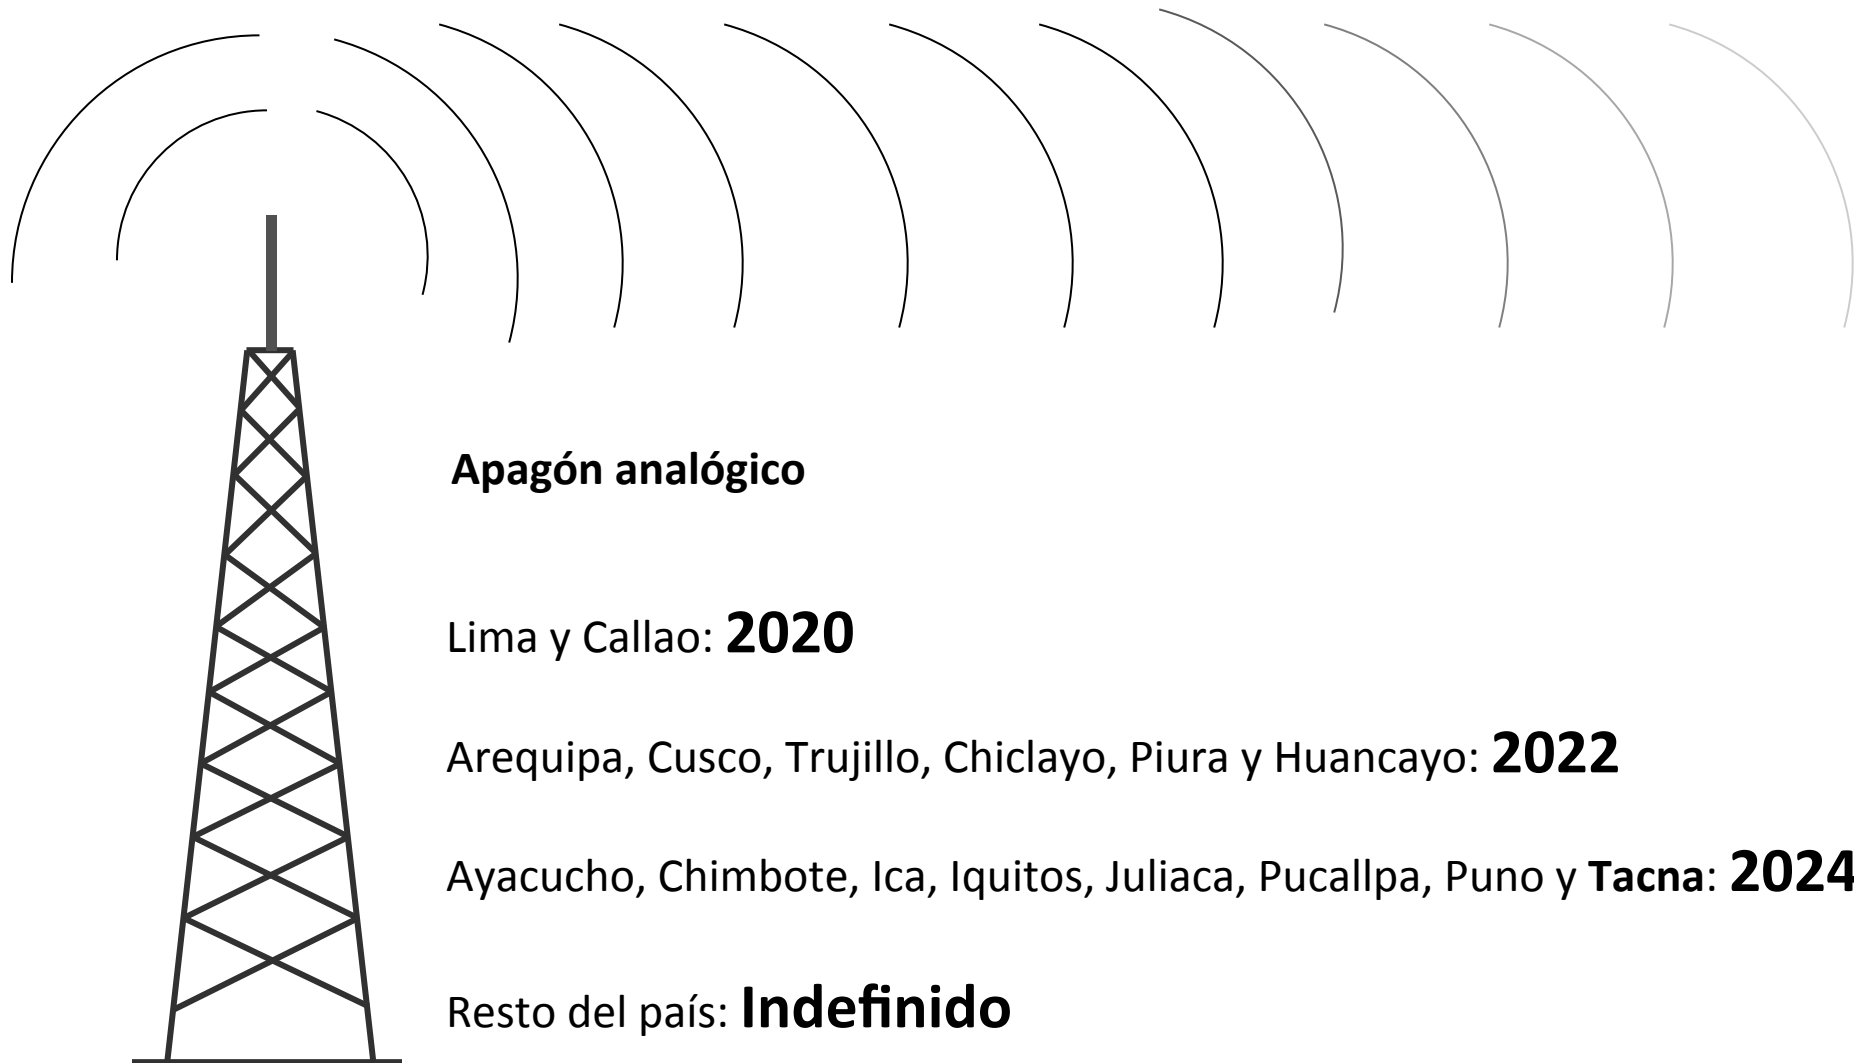 Apagón analógico
Lima y Callao: 2020
Arequipa, Cusco, Trujillo, Chiclayo, Piura y Huancayo: 2022
Ayacucho, Chimbote, Ica, Iquitos, Juliaca, Pucallpa, Puno y Tacna: 2024
Resto del país: Indefinido